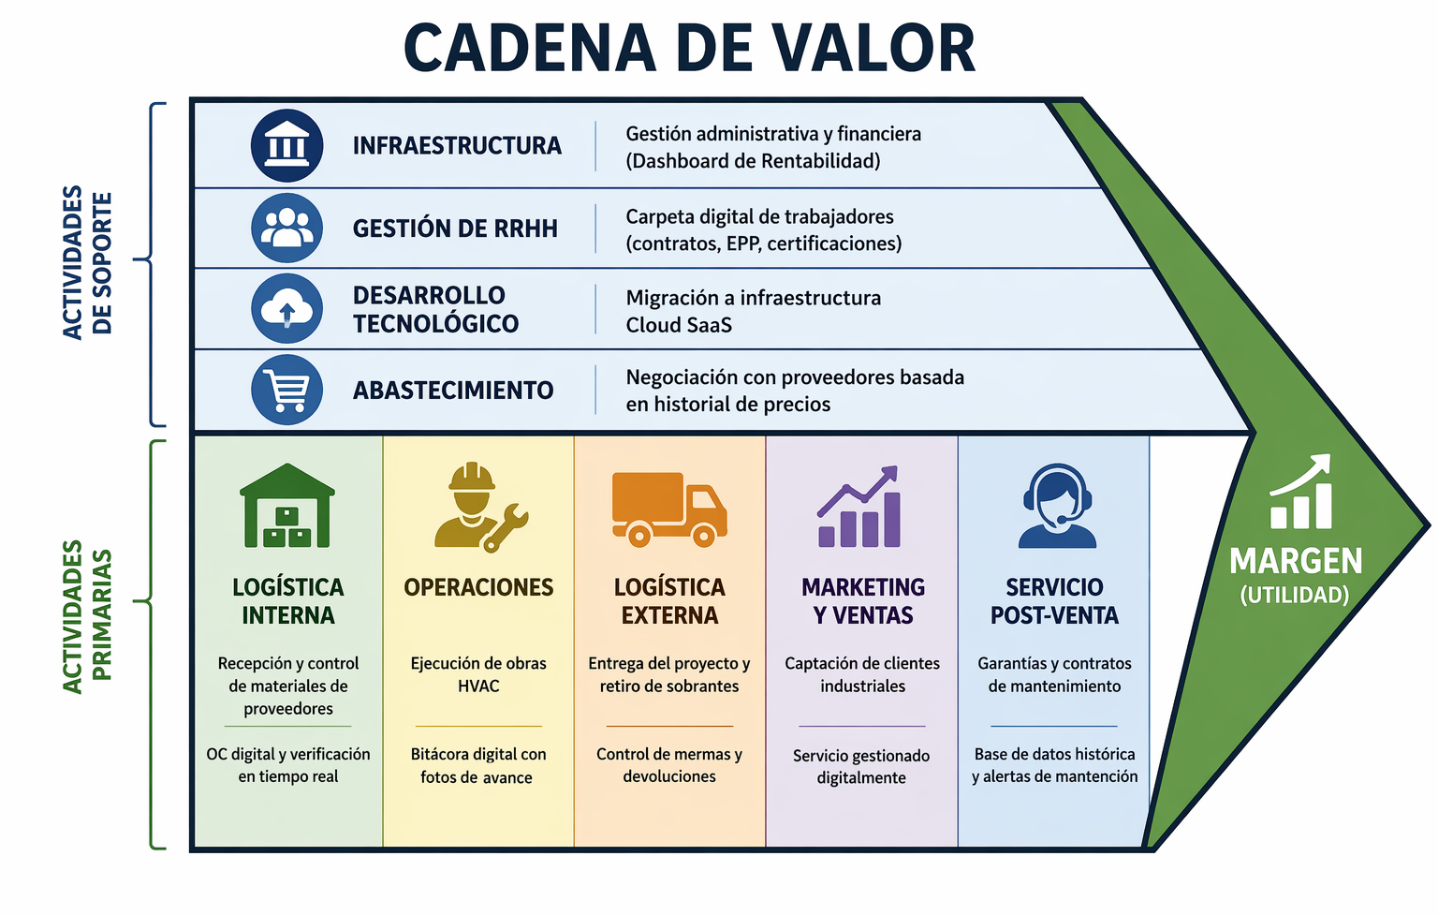 CADENA DE VALOR
ACTIVIDADES
DE SOPORTE
INFRAESTRUCTURA
Gestión administrativa y financiera
(Dashboard de Rentabilidad)
GESTIÓN DE RRHH
Carpeta digital de trabajadores
(contratos, EPP, certificaciones)
DESARROLLO
TECNOLÓGICO
Migración a infraestructura
Cloud SaaS
ABASTECIMIENTO
Negociación con proveedores basada
en historial de precios
ACTIVIDADES
PRIMARIAS
LOGÍSTICA
INTERNA
Recepción y control
de materiales de
proveedores
OC digital y verificación
en tiempo real
OPERACIONES
Ejecución de obras
HVAC
Bitácora digital con
fotos de avance
LOGÍSTICA
EXTERNA
Entrega del proyecto y
retiro de sobrantes
Control de mermas y
devoluciones
MARKETING
Y VENTAS
Captación de clientes
industriales
Servicio gestionado
digitalmente
SERVICIO
POST-VENTA
Garantías y contratos
de mantenimiento
Base de datos histórica
y alertas de mantención
MARGEN
(UTILIDAD)